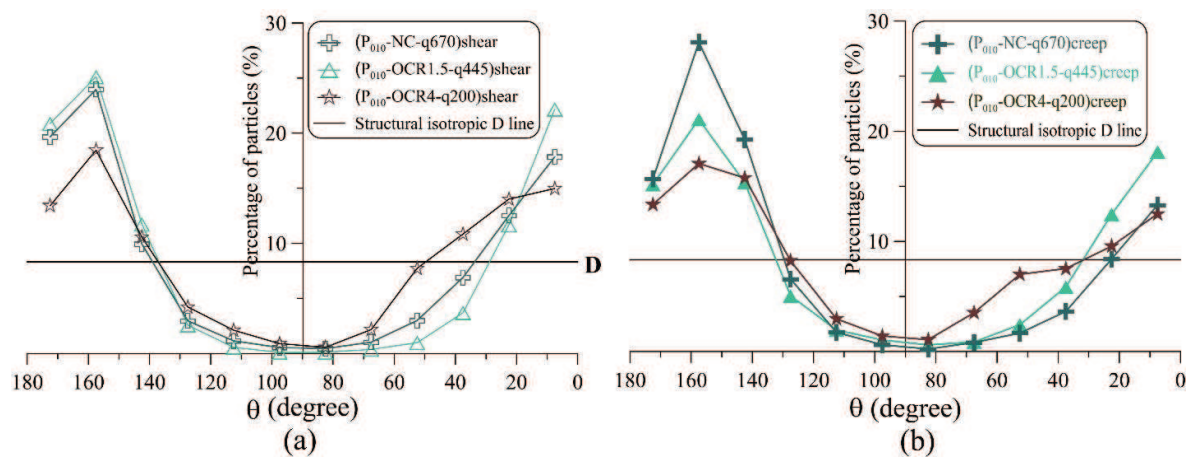 30
20
10
Percentage of particles (%)
(P₀₁₀-NC-q670)shear
(P₀₁₀-OCR1.5-q445)shear
(P₀₁₀-OCR4-q200)shear
Structural isotropic D line
D
180 160 140 120 100 80 60 40 20 0
θ (degree)
(a)
30
20
10
Percentage of particles (%)
(P₀₁₀-NC-q670)creep
(P₀₁₀-OCR1.5-q445)creep
(P₀₁₀-OCR4-q200)creep
Structural isotropic D line
180 160 140 120 100 80 60 40 20 0
θ (degree)
(b)